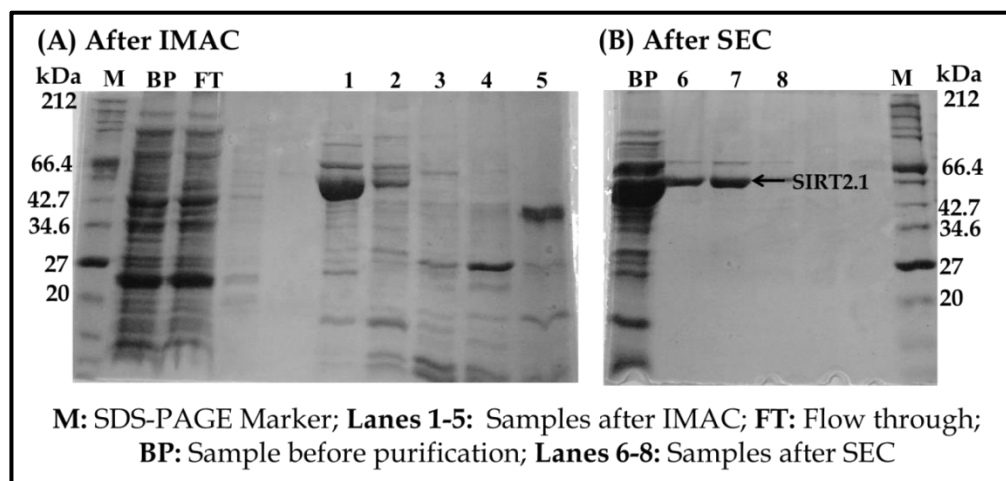 (A) After IMAC
(B) After SEC
kDa M BP FT 1 2 3 4 5
212
66.4
42.7
34.6
27
20
BP 6 7 8 M kDa
212
66.4
42.7
34.6
27
20
SIRT2.1
M: SDS-PAGE Marker; Lanes 1-5: Samples after IMAC; FT: Flow through;
BP: Sample before purification; Lanes 6-8: Samples after SEC